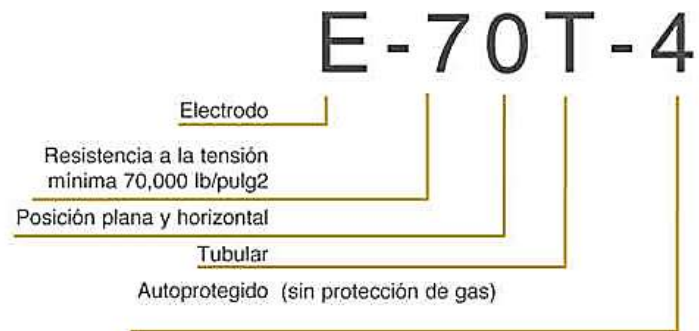 E-70T-4
Electrodo
Resistencia a la tensión
mínima 70,000 lb/pulg2
Posición plana y horizontal
Tubular
Autoprotegido (sin protección de gas)